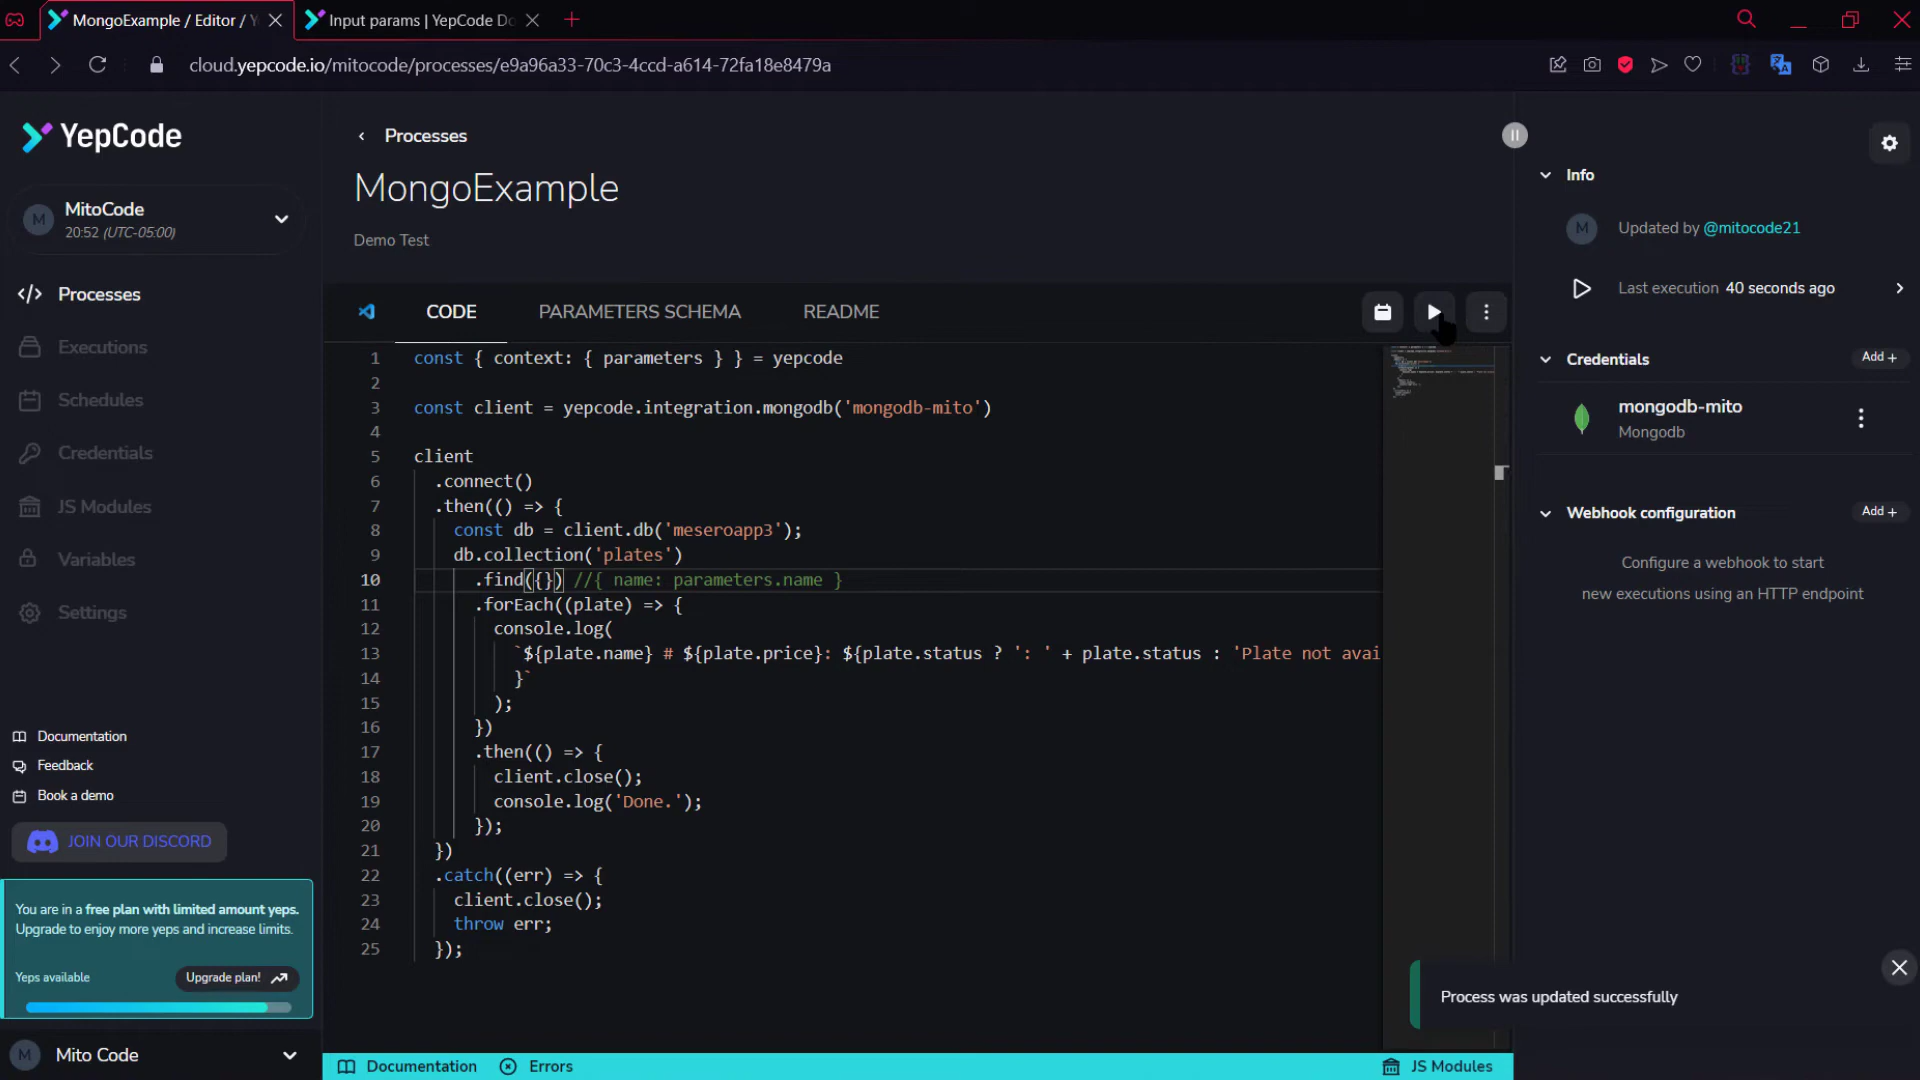 MongoExample / Editor / Y
Input params | YepCode Do
cloud.yepcode.io/mitocode/processes/e9a96a33-70c3-4ccd-a614-72fa18e8479a
YepCode
M
MitoCode
20:52 (UTC-05:00)
Processes
Executions
Schedules
Credentials
JS Modules
Variables
Settings
Documentation
Feedback
Book a demo
JOIN OUR DISCORD
You are in a free plan with limited amount yeps.
Upgrade to enjoy more yeps and increase limits.
Yeps available
Upgrade plan!
M
Mito Code
Processes
MongoExample
Demo Test
CODE
PARAMETERS SCHEMA
README
1 const { context: { parameters } } = yepcode
2
3 const client = yepcode.integration.mongodb('mongodb-mito')
4
5 client
6 .connect()
7 .then(() => {
8 const db = client.db('meseroapp3');
9 db.collection('plates')
10 .find({}) //{ name: parameters.name }
11 .forEach((plate) => {
12 console.log(
13 `${plate.name} # ${plate.price}: ${plate.status ? ': ' + plate.status : 'Plate not avai
14 }`
15 );
16 })
17 .then(() => {
18 client.close();
19 console.log('Done.');
20 });
21 })
22 .catch((err) => {
23 client.close();
24 throw err;
25 });
Documentation
Errors
JS Modules
Info
M
Updated by @mitocode21
Last execution 40 seconds ago
Credentials
Add +
mongodb-mito
Mongodb
Webhook configuration
Add +
Configure a webhook to start
new executions using an HTTP endpoint
Process was updated successfully